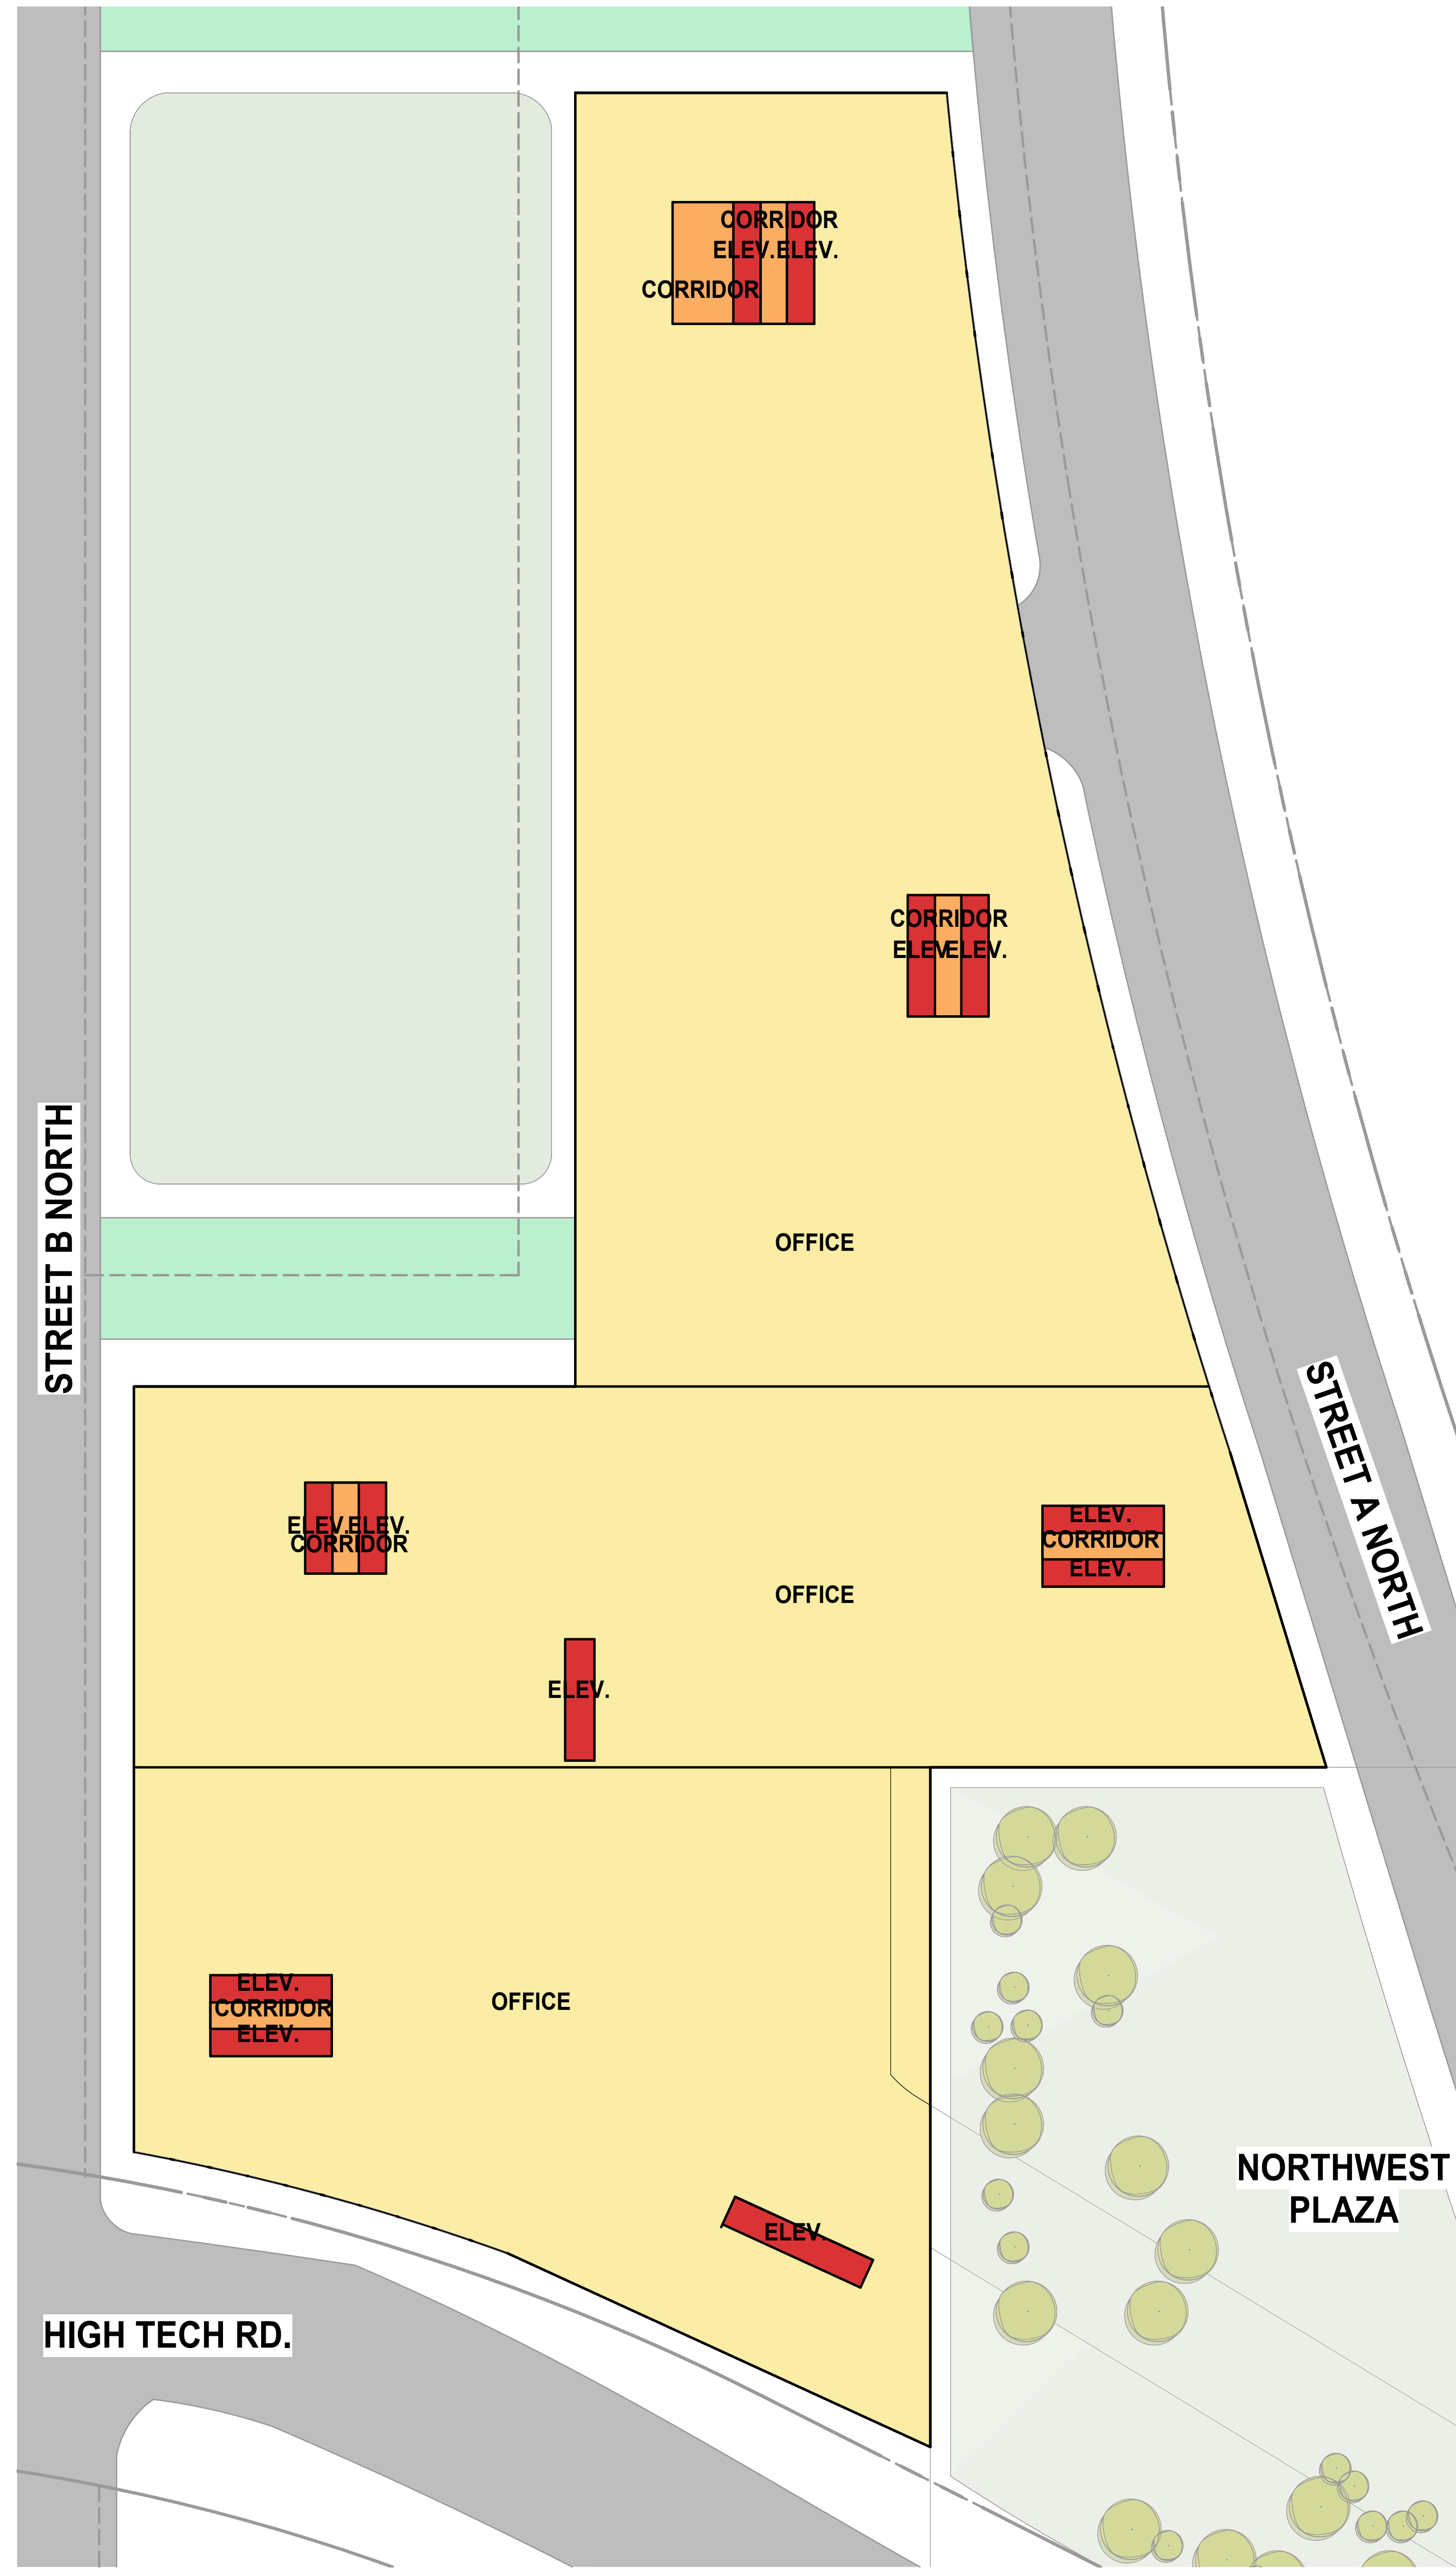 CORRIDOR
ELEV. ELEV.
CORRIDOR
CORRIDOR
ELEV. ELEV.
STREET B NORTH
OFFICE
STREET A NORTH
ELEV. ELEV.
CORRIDOR
ELEV.
CORRIDOR
ELEV.
OFFICE
ELEV.
ELEV.
CORRIDOR
ELEV.
OFFICE
NORTHWEST
PLAZA
ELEV.
HIGH TECH RD.